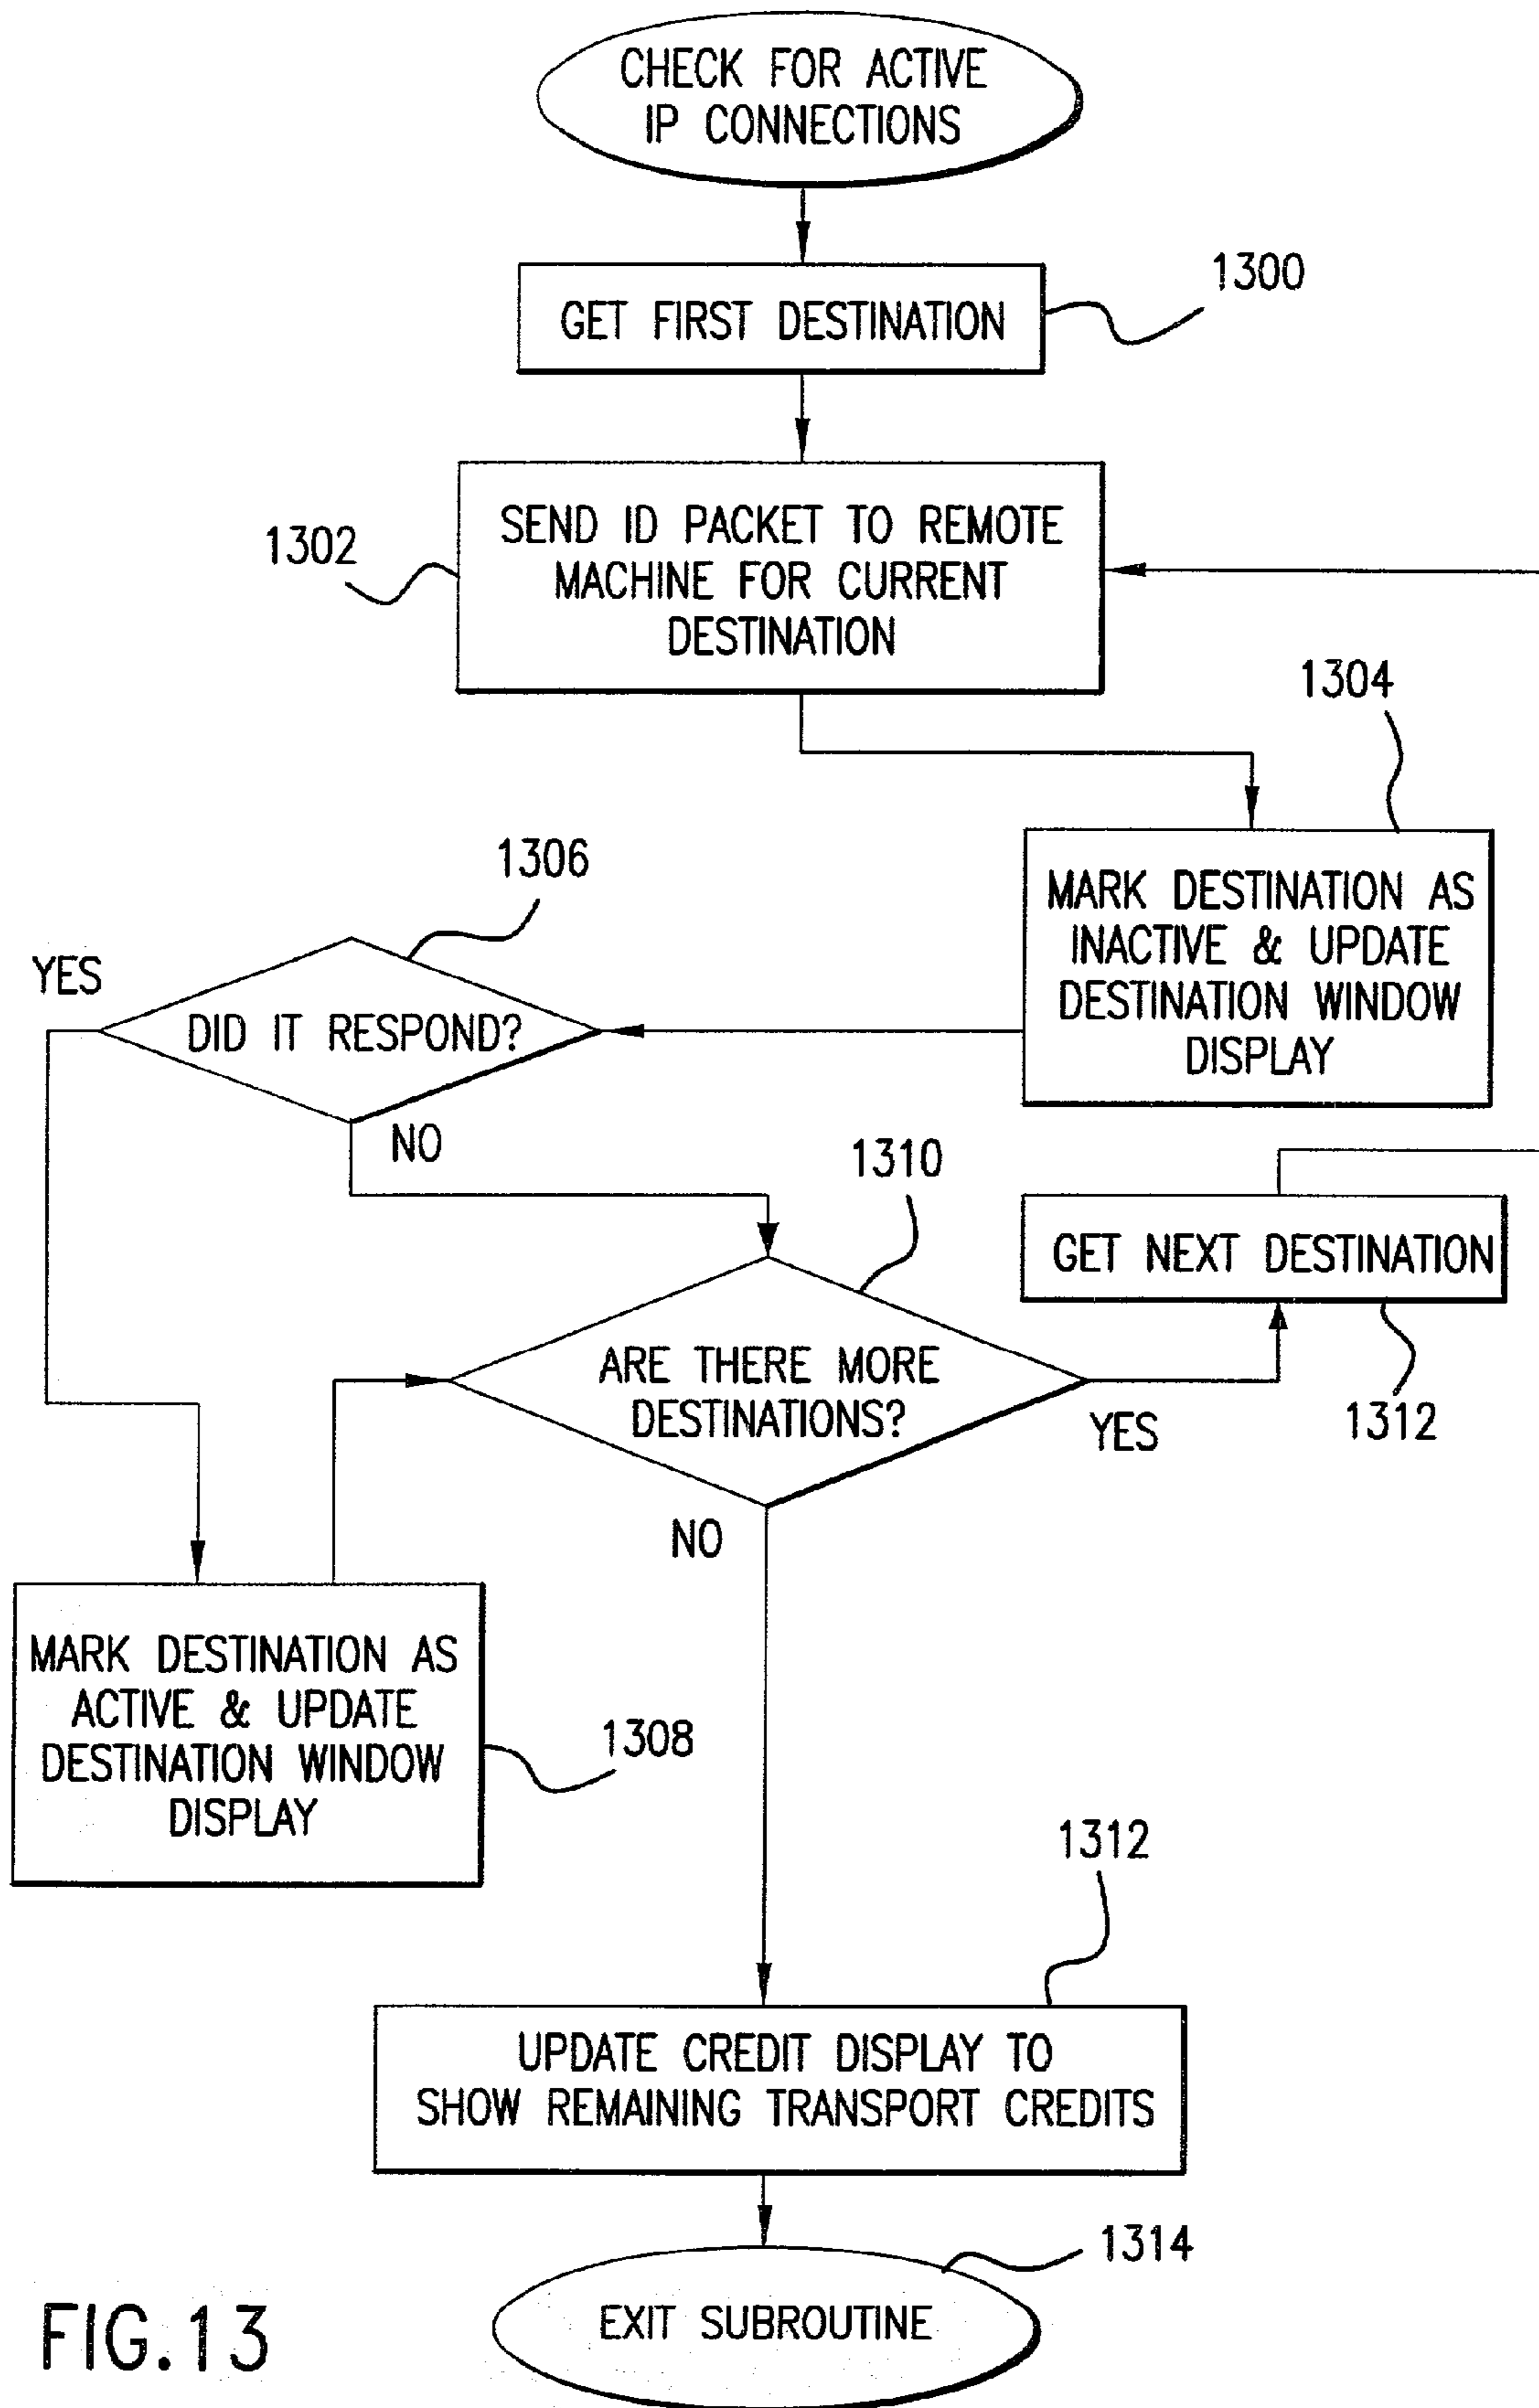 CHECK FOR ACTIVE
IP CONNECTIONS
1300
GET FIRST DESTINATION
1302
SEND ID PACKET TO REMOTE
MACHINE FOR CURRENT
DESTINATION
1304
MARK DESTINATION AS
INACTIVE & UPDATE
DESTINATION WINDOW
DISPLAY
1306
YES
DID IT RESPOND?
NO
1310
GET NEXT DESTINATION
1312
ARE THERE MORE
DESTINATIONS?
YES
NO
MARK DESTINATION AS
ACTIVE & UPDATE
DESTINATION WINDOW
DISPLAY
1308
1312
UPDATE CREDIT DISPLAY TO
SHOW REMAINING TRANSPORT CREDITS
1314
EXIT SUBROUTINE
FIG.13